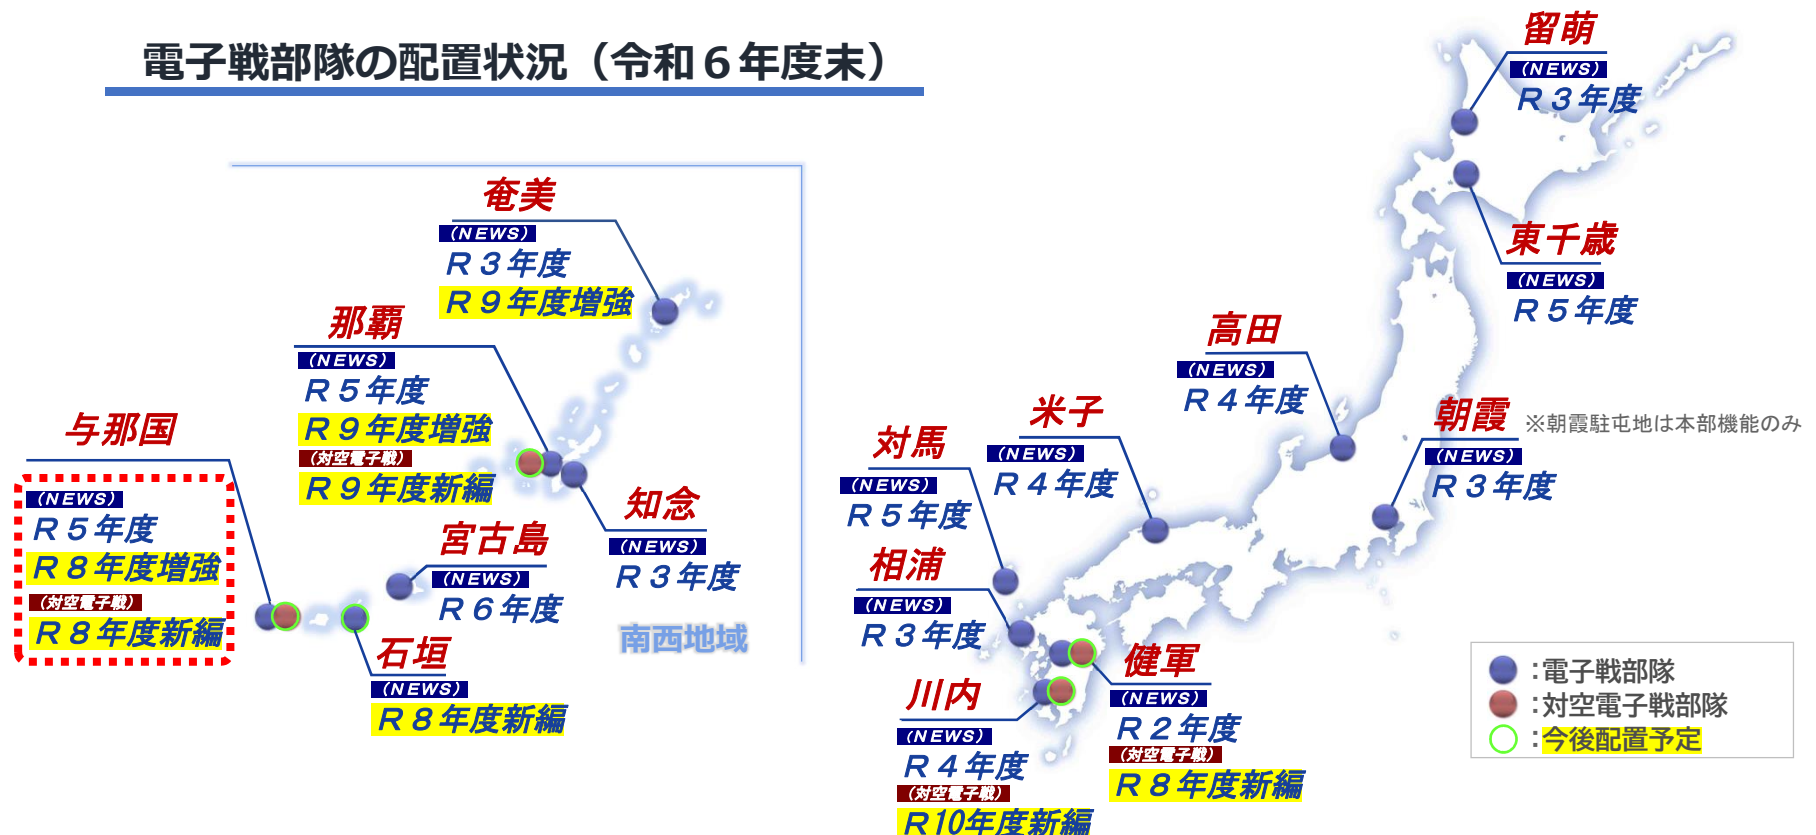 電子戦部隊の配置状況（令和６年度末）
奄美
（NEWS）
Ｒ３年度
Ｒ９年度増強
那覇
（NEWS）
Ｒ５年度
Ｒ９年度増強
（対空電子戦）
Ｒ９年度新編
与那国
（NEWS）
Ｒ５年度
Ｒ８年度増強
（対空電子戦）
Ｒ８年度新編
知念
（NEWS）
Ｒ３年度
宮古島
（NEWS）
Ｒ６年度
石垣
（NEWS）
Ｒ８年度新編
南西地域
留萌
（NEWS）
Ｒ３年度
東千歳
（NEWS）
Ｒ５年度
高田
（NEWS）
Ｒ４年度
朝霞 ※朝霞駐屯地は本部機能のみ
（NEWS）
Ｒ３年度
米子
（NEWS）
Ｒ４年度
対馬
（NEWS）
Ｒ５年度
相浦
（NEWS）
Ｒ３年度
健軍
（NEWS）
Ｒ２年度
（対空電子戦）
Ｒ８年度新編
川内
（NEWS）
Ｒ４年度
（対空電子戦）
Ｒ10年度新編
：電子戦部隊
：対空電子戦部隊
：今後配置予定